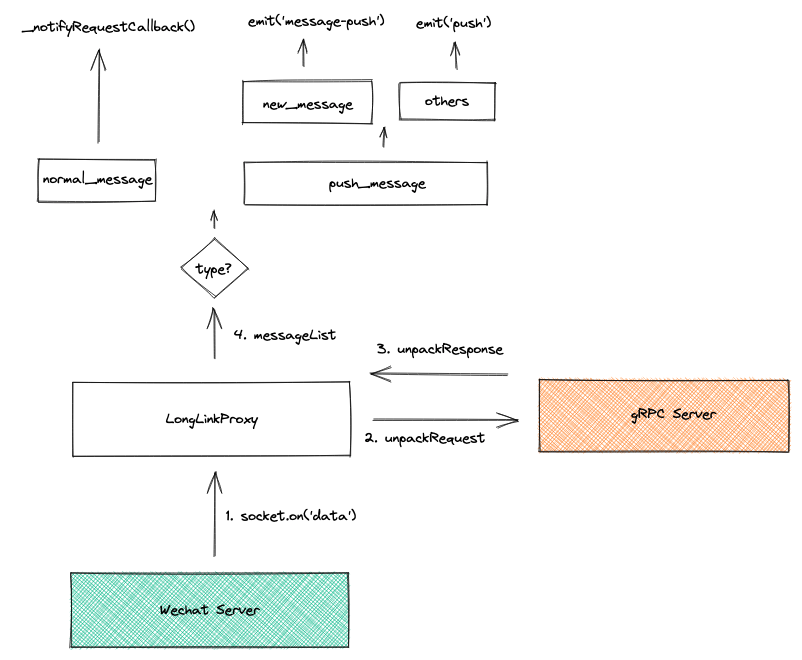 _notifyRequestCallback()
emit('message-push')
emit('push')
new_message
others
normal_message
push_message
type?
4. messageList
3. unpackResponse
LongLinkProxy
gRPC Server
2. unpackRequest
1. socket.on('data')
Wechat Server